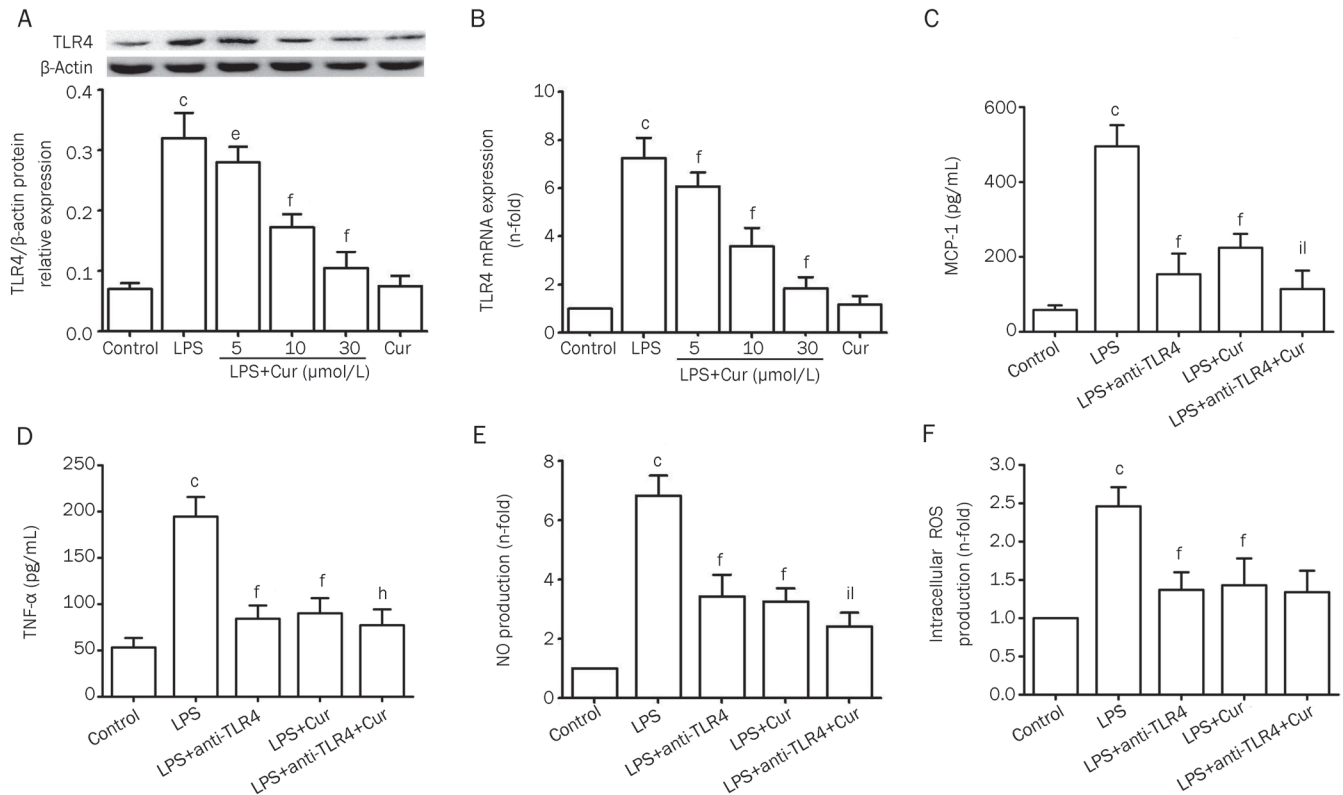 A
TLR4
β-Actin
TLR4/β-actin protein
relative expression
0.4
0.3
0.2
0.1
0.0
c
e
f
f
Control
LPS
5
10
30
Cur
LPS+Cur (μmol/L)
B
TLR4 mRNA expression
(n-fold)
10
8
6
4
2
0
c
f
f
f
Control
LPS
5
10
30
Cur
LPS+Cur (μmol/L)
C
MCP-1 (pg/mL)
600
400
200
0
c
f
f
il
Control
LPS
LPS+anti-TLR4
LPS+Cur
LPS+anti-TLR4+Cur
D
TNF-α (pg/mL)
250
200
150
100
50
0
c
f
f
h
Control
LPS
LPS+anti-TLR4
LPS+Cur
LPS+anti-TLR4+Cur
E
NO production (n-fold)
8
6
4
2
0
c
f
f
il
Control
LPS
LPS+anti-TLR4
LPS+Cur
LPS+anti-TLR4+Cur
F
Intracellular ROS
production (n-fold)
3.0
2.5
2.0
1.5
1.0
0.5
0.0
c
f
f
Control
LPS
LPS+anti-TLR4
LPS+Cur
LPS+anti-TLR4+Cur